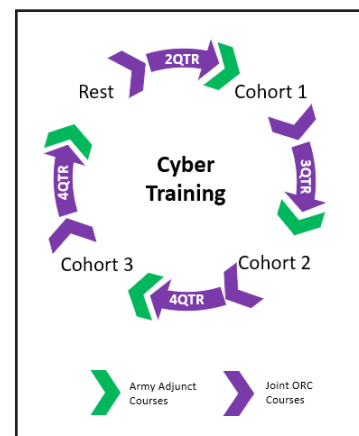 2QTR
Rest
Cohort 1
3QTR
4QTR
Cyber
Training
Cohort 3
Cohort 2
4QTR
Army Adjunct
Courses
Joint ORC
Courses